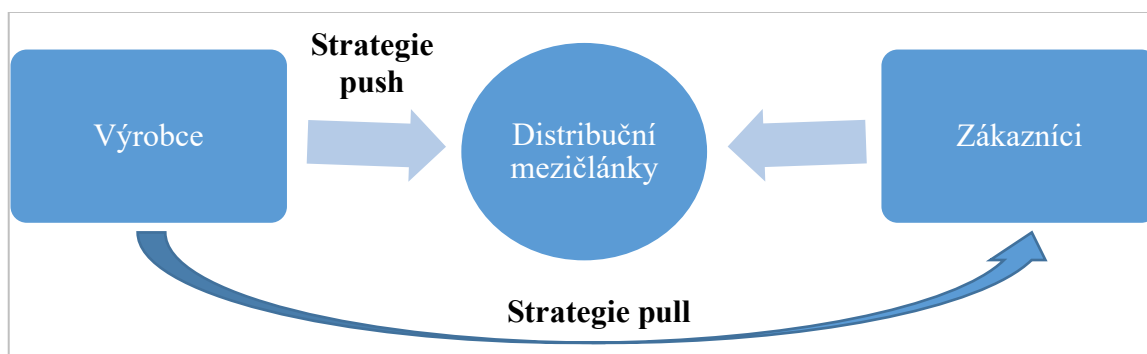 Strategie
push
Výrobce
Distribuční
mezičlánky
Zákazníci
Strategie pull